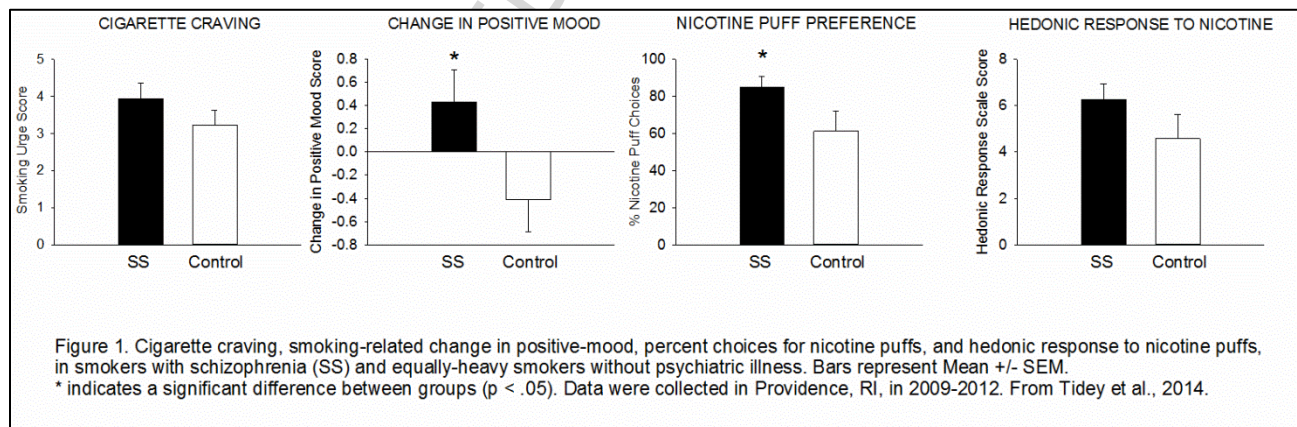 CIGARETTE CRAVING
Smoking Urge Score
5
4
3
2
1
0
SS Control
CHANGE IN POSITIVE MOOD
Change in Positive Mood Score
0.8
0.6
0.4
0.2
0.0
-0.2
-0.4
-0.6
-0.8
*
SS Control
NICOTINE PUFF PREFERENCE
% Nicotine Puff Choices
100
80
60
40
20
0
*
SS Control
HEDONIC RESPONSE TO NICOTINE
Hedonic Response Scale Score
8
6
4
2
0
SS Control
Figure 1. Cigarette craving, smoking-related change in positive-mood, percent choices for nicotine puffs, and hedonic response to nicotine puffs,
in smokers with schizophrenia (SS) and equally-heavy smokers without psychiatric illness. Bars represent Mean +/- SEM.
* indicates a significant difference between groups (p < .05). Data were collected in Providence, RI, in 2009-2012. From Tidey et al., 2014.